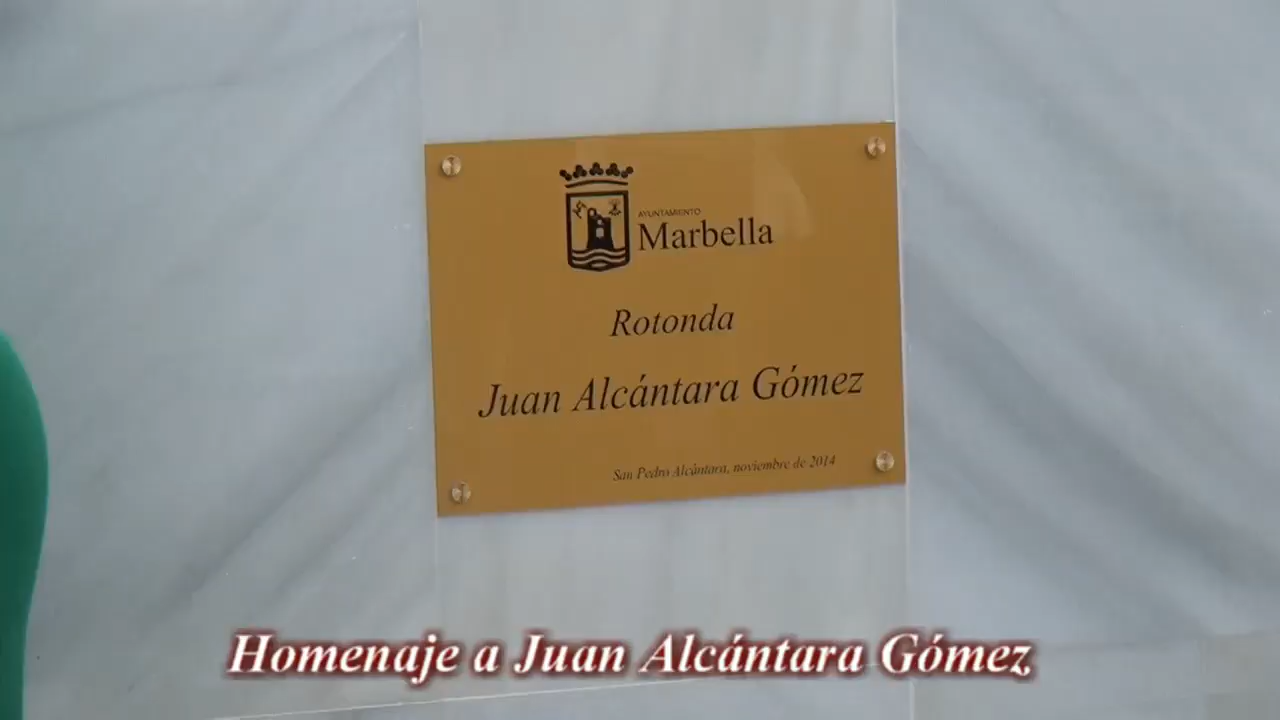 AYUNTAMIENTO
Marbella
Rotonda
Juan Alcántara Gómez
San Pedro Alcántara, noviembre de 2014
Homenaje a Juan Alcántara Gómez